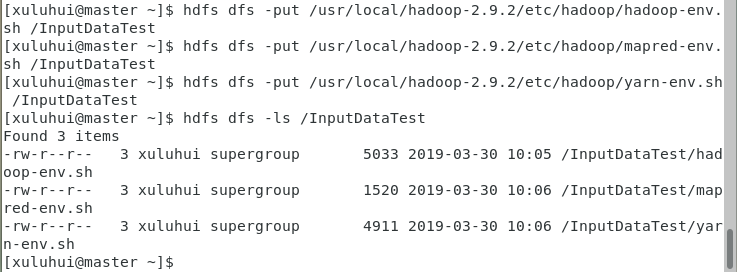 [xuluhui@master ~]$ hdfs dfs -put /usr/local/hadoop-2.9.2/etc/hadoop/hadoop-env.
sh /InputDataTest
[xuluhui@master ~]$ hdfs dfs -put /usr/local/hadoop-2.9.2/etc/hadoop/mapred-env.
sh /InputDataTest
[xuluhui@master ~]$ hdfs dfs -put /usr/local/hadoop-2.9.2/etc/hadoop/yarn-env.sh
 /InputDataTest
[xuluhui@master ~]$ hdfs dfs -ls /InputDataTest
Found 3 items
-rw-r--r--   3 xuluhui supergroup       5033 2019-03-30 10:05 /InputDataTest/had
oop-env.sh
-rw-r--r--   3 xuluhui supergroup       1520 2019-03-30 10:06 /InputDataTest/map
red-env.sh
-rw-r--r--   3 xuluhui supergroup       4911 2019-03-30 10:06 /InputDataTest/yar
n-env.sh
[xuluhui@master ~]$